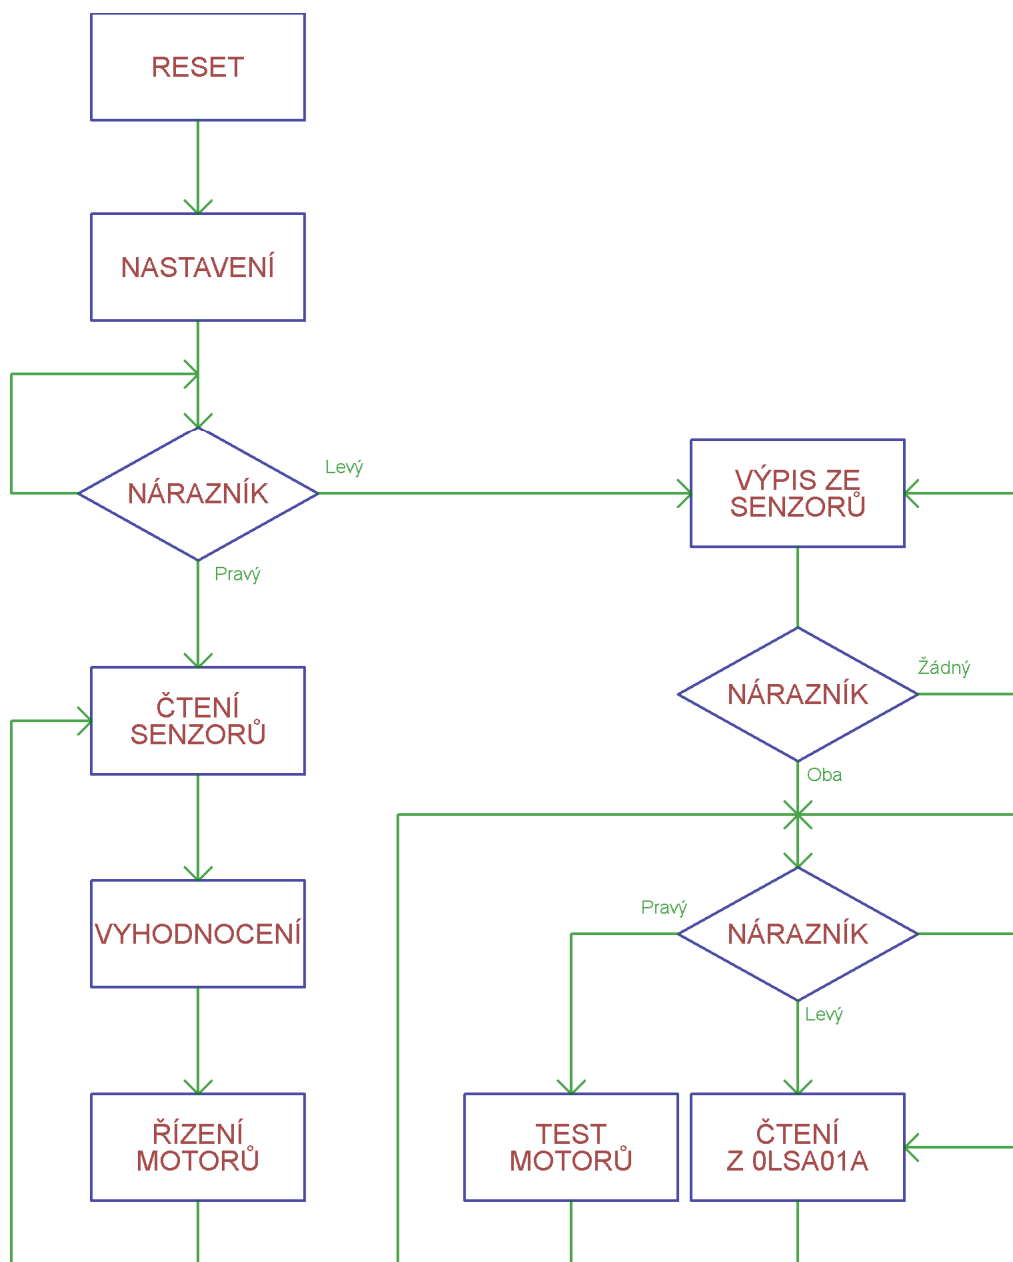 RESET
NASTAVENÍ
NÁRAZNÍK
Levý
Pravý
VÝPIS ZE
SENZORŮ
NÁRAZNÍK
Žádný
Oba
ČTENÍ
SENZORŮ
VYHODNOCENÍ
Pravý
NÁRAZNÍK
Levý
ŘÍZENÍ
MOTORŮ
TEST
MOTORŮ
ČTENÍ
Z 0LSA01A